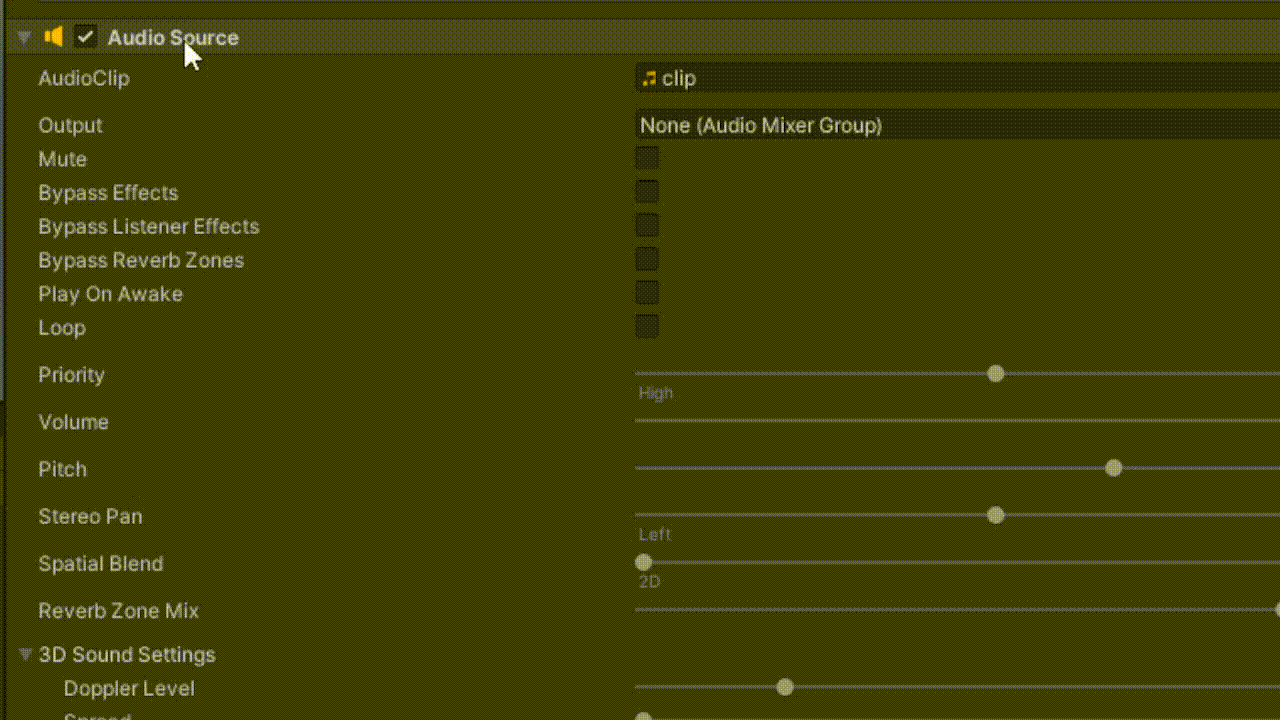 Audio Source
AudioClip clip
Output None (Audio Mixer Group)
Mute
Bypass Effects
Bypass Listener Effects
Bypass Reverb Zones
Play On Awake
Loop
Priority
High
Volume
Pitch
Stereo Pan
Left
Spatial Blend
2D
Reverb Zone Mix
3D Sound Settings
Doppler Level
Spread